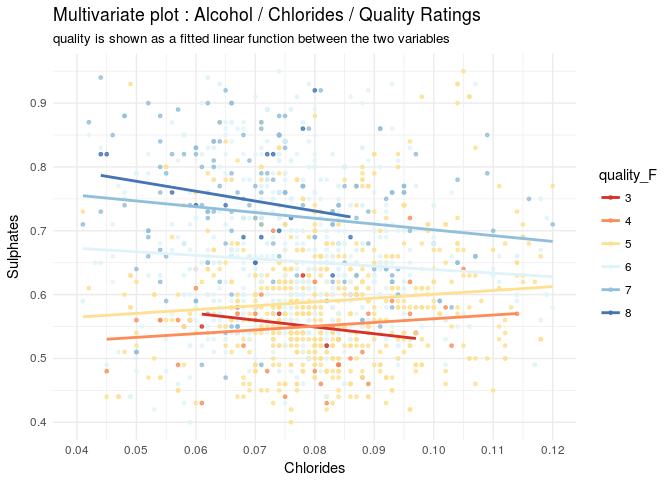 Multivariate plot : Alcohol / Chlorides / Quality Ratings
quality is shown as a fitted linear function between the two variables
Sulphates
0.9
0.8
0.7
0.6
0.5
0.4
0.04 0.05 0.06 0.07 0.08 0.09 0.10 0.11 0.12
Chlorides
quality_F
3
4
5
6
7
8